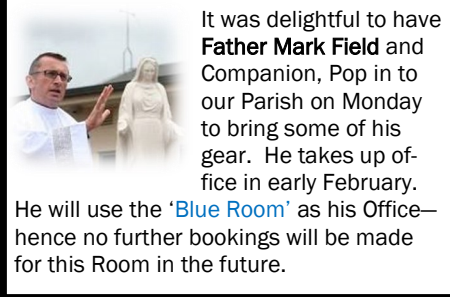 It was delightful to have
Father Mark Field and
Companion, Pop in to
our Parish on Monday
to bring some of his
gear.  He takes up of-
fice in early February.
He will use the ‘Blue Room’ as his Office—
hence no further bookings will be made
for this Room in the future.